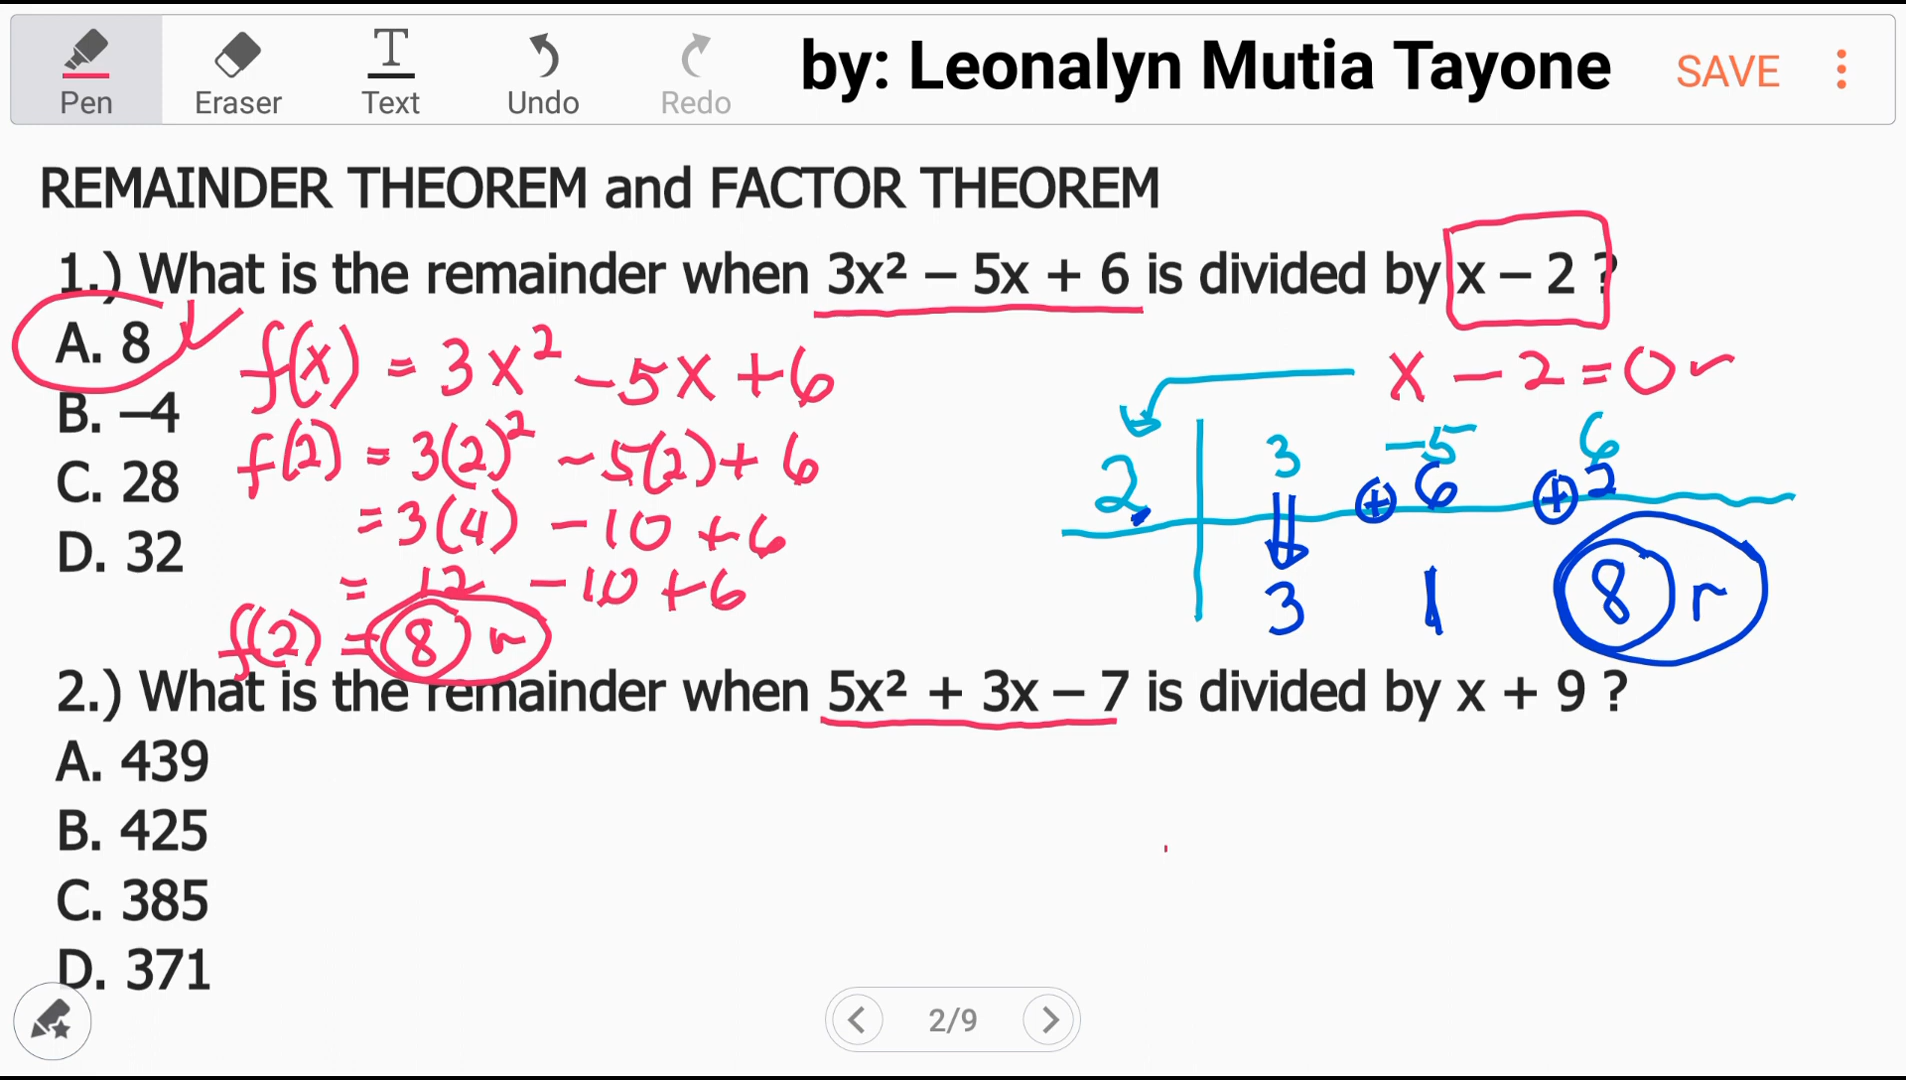 Pen Eraser Text Undo Redo by: Leonalyn Mutia Tayone SAVE
REMAINDER THEOREM and FACTOR THEOREM
1.) What is the remainder when 3x² – 5x + 6 is divided by x – 2 ?
A. 8
B. –4
C. 28
D. 32
f(x) = 3x² - 5x + 6
f(2) = 3(2)² - 5(2) + 6
= 3(4) - 10 + 6
= 12 - 10 + 6
f(2) = 8 r
x - 2 = 0
2 3 -5 6
+ 6 + 2
3 1 8 r
2.) What is the remainder when 5x² + 3x – 7 is divided by x + 9 ?
A. 439
B. 425
C. 385
D. 371
2/9